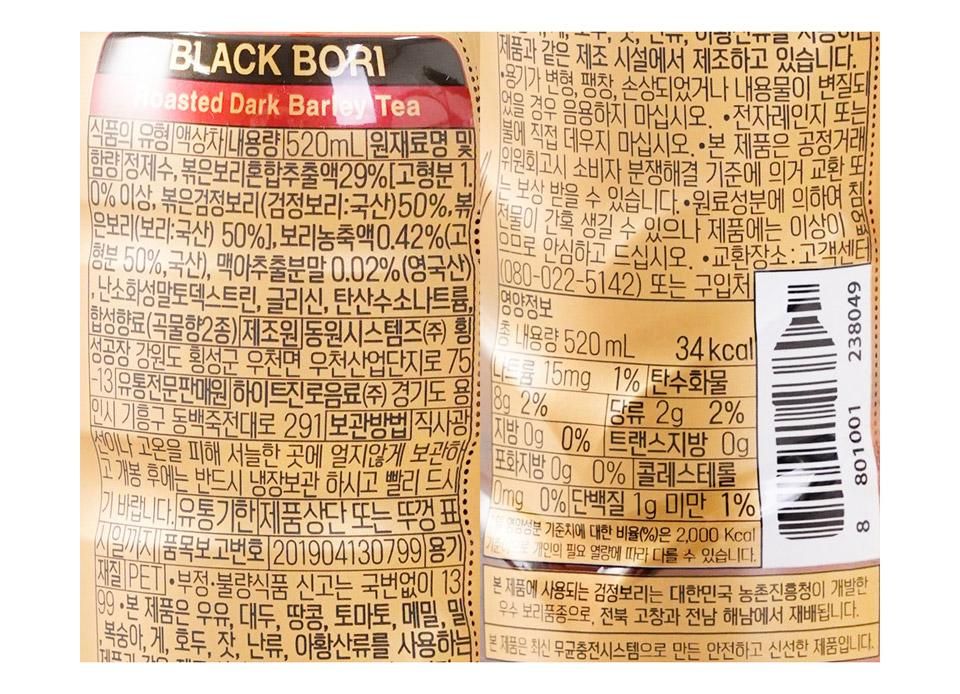 BLACK BORI
Roasted Dark Barley Tea
식품의 유형 액상차 내용량 520mL 원재료명 및
함량 정제수, 볶은보리혼합추출액29%[고형분 1.
0% 이상, 볶은검정보리(검정보리:국산)50%, 볶
은보리(보리:국산) 50%], 보리농축액0.42%(고
형분 50%,국산), 맥아추출분말 0.02%(영국산)
, 난소화성말토덱스트린, 글리신, 탄산수소나트륨,
합성향료(곡물향2종) 제조원 동원시스템즈(주) 횡
성공장 강원도 횡성군 우천면 우천산업단지로 75
-13 유통전문판매원 하이트진로음료(주) 경기도 용
인시 기흥구 동백죽전대로 291 보관방법 직사광
선이나 고온을 피해 서늘한 곳에 얼지않게 보관하
고 개봉 후에는 반드시 냉장보관 하시고 빨리 드시
기 바랍니다. 유통기한 제품상단 또는 뚜껑 표
시일까지 품목보고번호 201904130799 용기
재질 PET •부정·불량식품 신고는 국번없이 13
99 •본 제품은 우유, 대두, 땅콩, 토마토, 메밀, 밀
, 복숭아, 게, 호두, 잣, 난류, 아황산류를 사용하는
제품과 같은 제조
제품과 같은 제조 시설에서 제조하고 있습니다.
•용기가 변형, 팽창, 손상되었거나 내용물이 변질되
었을 경우 음용하지 마십시오. •전자레인지 또는
불에 직접 데우지 마십시오. •본 제품은 공정거래
위원회고시 소비자 분쟁해결 기준에 의거 교환 또
는 보상 받을 수 있습니다. •원료성분에 의하여 침
전물이 간혹 생길 수 있으나 제품에는 이상이 없
으므로 안심하고 드십시오. •교환장소 : 고객센터
(080-022-5142) 또는 구입처
영양정보
총 내용량 520 mL 34 kcal
나트륨 15mg 1% 탄수화물
8g 2% 당류 2g 2%
지방 0g 0% 트랜스지방 0g
포화지방 0g 0% 콜레스테롤
0mg 0% 단백질 1g 미만 1%
1일 영양성분 기준치에 대한 비율(%)은 2,000 Kcal
기준이므로 개인의 필요 열량에 따라 다를 수 있습니다.
8 801001 238049
본 제품에 사용되는 검정보리는 대한민국 농촌진흥청이 개발한
우수 보리품종으로, 전북 고창과 전남 해남에서 재배됩니다.
본 제품은 최신 무균충전시스템으로 만든 안전하고 신선한 제품입니다.